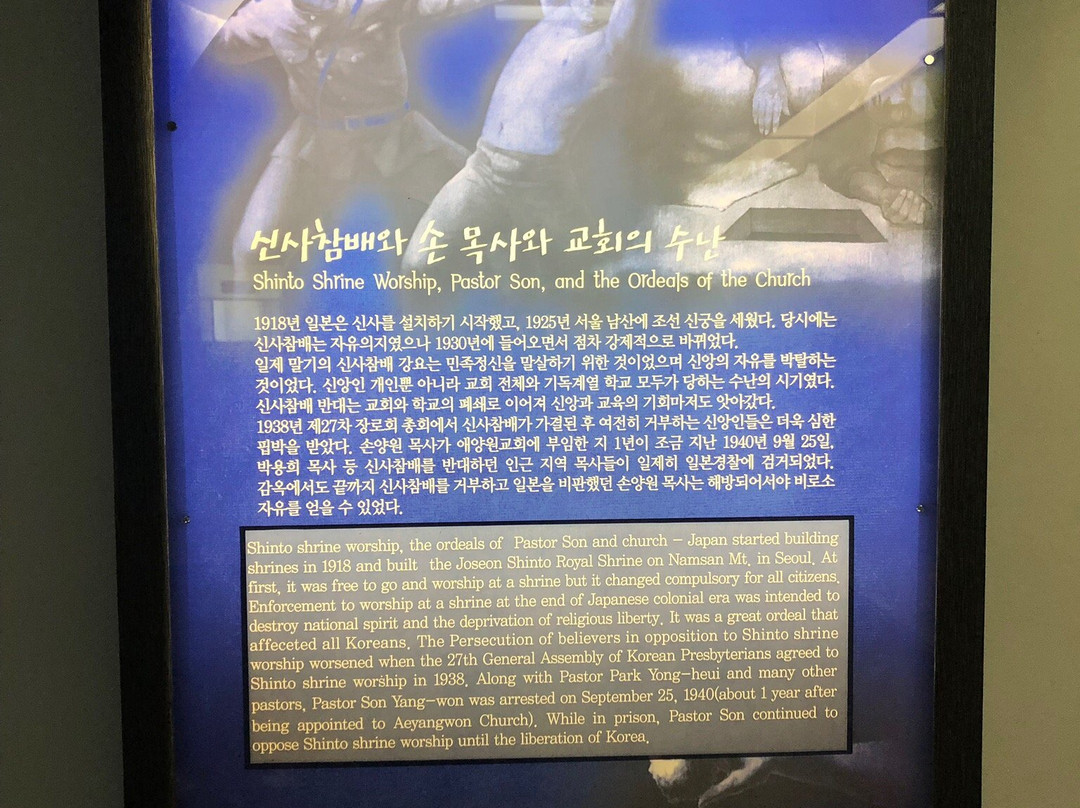 신사참배와 손 목사와 교회의 수난
Shinto Shrine Worship, Pastor Son, and the Ordeals of the Church
1918년 일본은 신사를 설치하기 시작했고, 1925년 서울 남산에 조선 신궁을 세웠다. 당시에는
신사참배는 자유의지였으나 1930년에 들어오면서 점차 강제적으로 바뀌었다.
일제 말기의 신사참배 강요는 민족정신을 말살하기 위한 것이었으며 신앙의 자유를 박탈하는
것이었다. 신앙인 개인뿐 아니라 교회 전체와 기독계열 학교 모두가 당하는 수난의 시기였다.
신사참배 반대는 교회와 학교의 폐쇄로 이어져 신앙과 교육의 기회마저도 앗아갔다.
1938년 제27차 장로회 총회에서 신사참배가 가결된 후 여전히 거부하는 신앙인들은 더욱 심한
핍박을 받았다. 손양원 목사가 애양원교회에 부임한 지 1년이 조금 지난 1940년 9월 25일,
박용희 목사 등 신사참배를 반대하던 인근 지역 목사들이 일제히 일본경찰에 검거되었다.
감옥에서도 끝까지 신사참배를 거부하고 일본을 비판했던 손양원 목사는 해방되어서야 비로소
자유를 얻을 수 있었다.
Shinto shrine worship, the ordeals of Pastor Son and church - Japan started building
shrines in 1918 and built the Joseon Shinto Royal Shrine on Namsan Mt. in Seoul. At
first, it was free to go and worship at a shrine but it changed compulsory for all citizens.
Enforcement to worship at a shrine at the end of Japanese colonial era was intended to
destroy national spirit and the deprivation of religious liberty. It was a great ordeal that
affeceted all Koreans. The Persecution of believers in opposition to Shinto shrine
worship worsened when the 27th General Assembly of Korean Presbyterians agreed to
Shinto shrine worship in 1938. Along with Pastor Park Yong-heui and many other
pastors, Pastor Son Yang-won was arrested on September 25, 1940(about 1 year after
being appointed to Aeyangwon Church). While in prison, Pastor Son continued to
oppose Shinto shrine worship until the liberation of Korea.